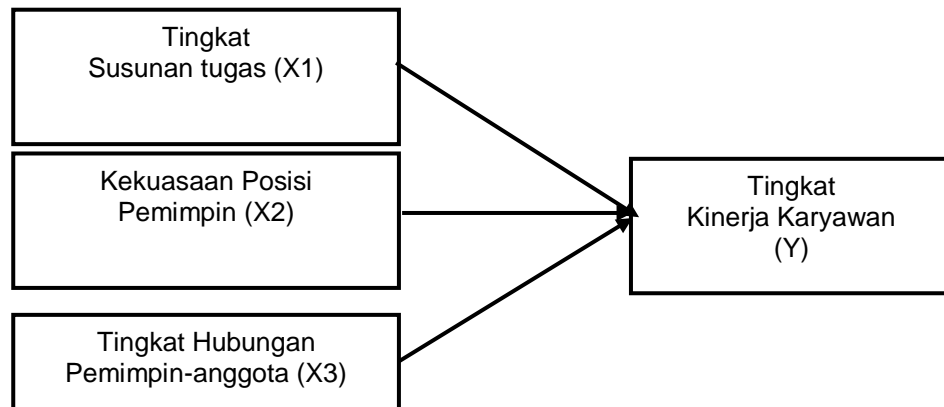 Tingkat
Susunan tugas (X1)
Kekuasaan Posisi
Pemimpin (X2)
Tingkat Hubungan
Pemimpin-anggota (X3)
Tingkat
Kinerja Karyawan
(Y)